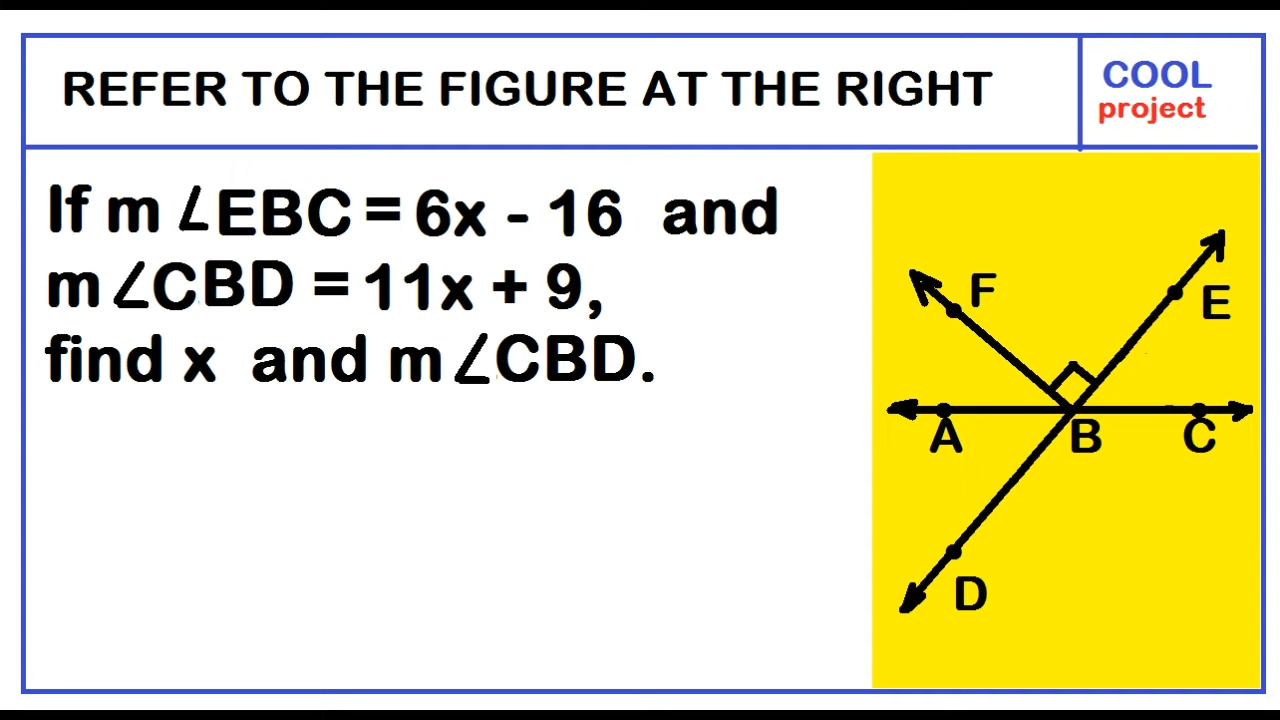 REFER TO THE FIGURE AT THE RIGHT
COOL
project
If m ∠EBC = 6x - 16 and
m ∠CBD = 11x + 9,
find x and m ∠CBD.
F
E
A
B
C
D